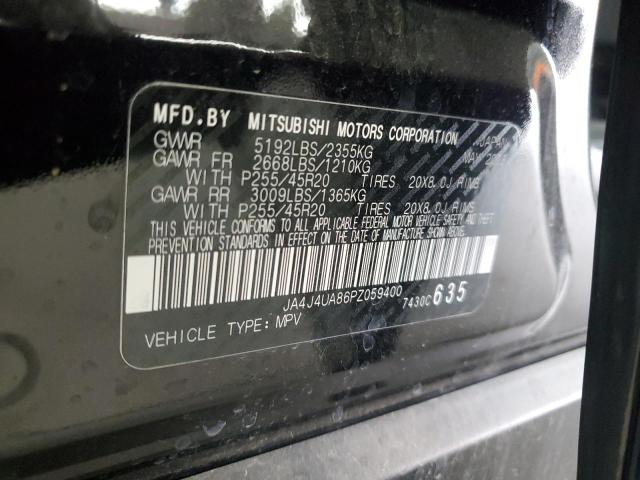 MFD.BY MITSUBISHI MOTORS CORPORATION JAPAN
GVWR 5192LBS/2355KG MAY
GAWR FR 2668LBS/1210KG
WITH P255/45R20 TIRES 20X8.0J RIMS
GAWR RR 3009LBS/1365KG
WITH P255/45R20 TIRES 20X8.0J RIMS
THIS VEHICLE CONFORMS TO ALL APPLICABLE FEDERAL MOTOR VEHICLE SAFETY AND THEFT
PREVENTION STANDARDS IN EFFECT ON THE DATE OF MANUFACTURE SHOWN ABOVE.
JA4J4UA86PZ059400 7430C 635
VEHICLE TYPE: MPV